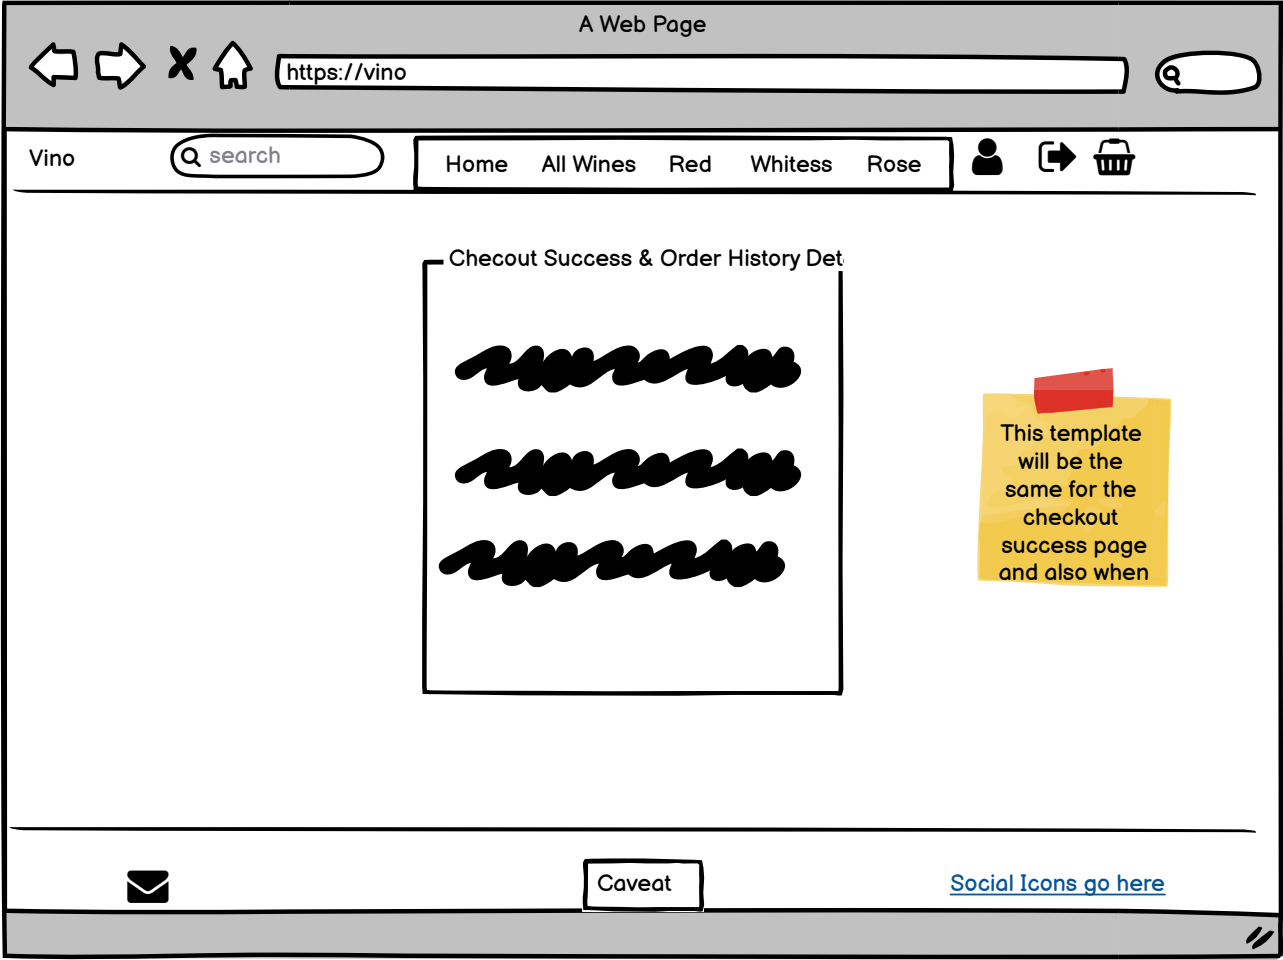 A Web Page
https://vino
Vino
search
Home All Wines Red Whitess Rose
Checout Success & Order History Det
This template
will be the
same for the
checkout
success page
and also when
Caveat
Social Icons go here